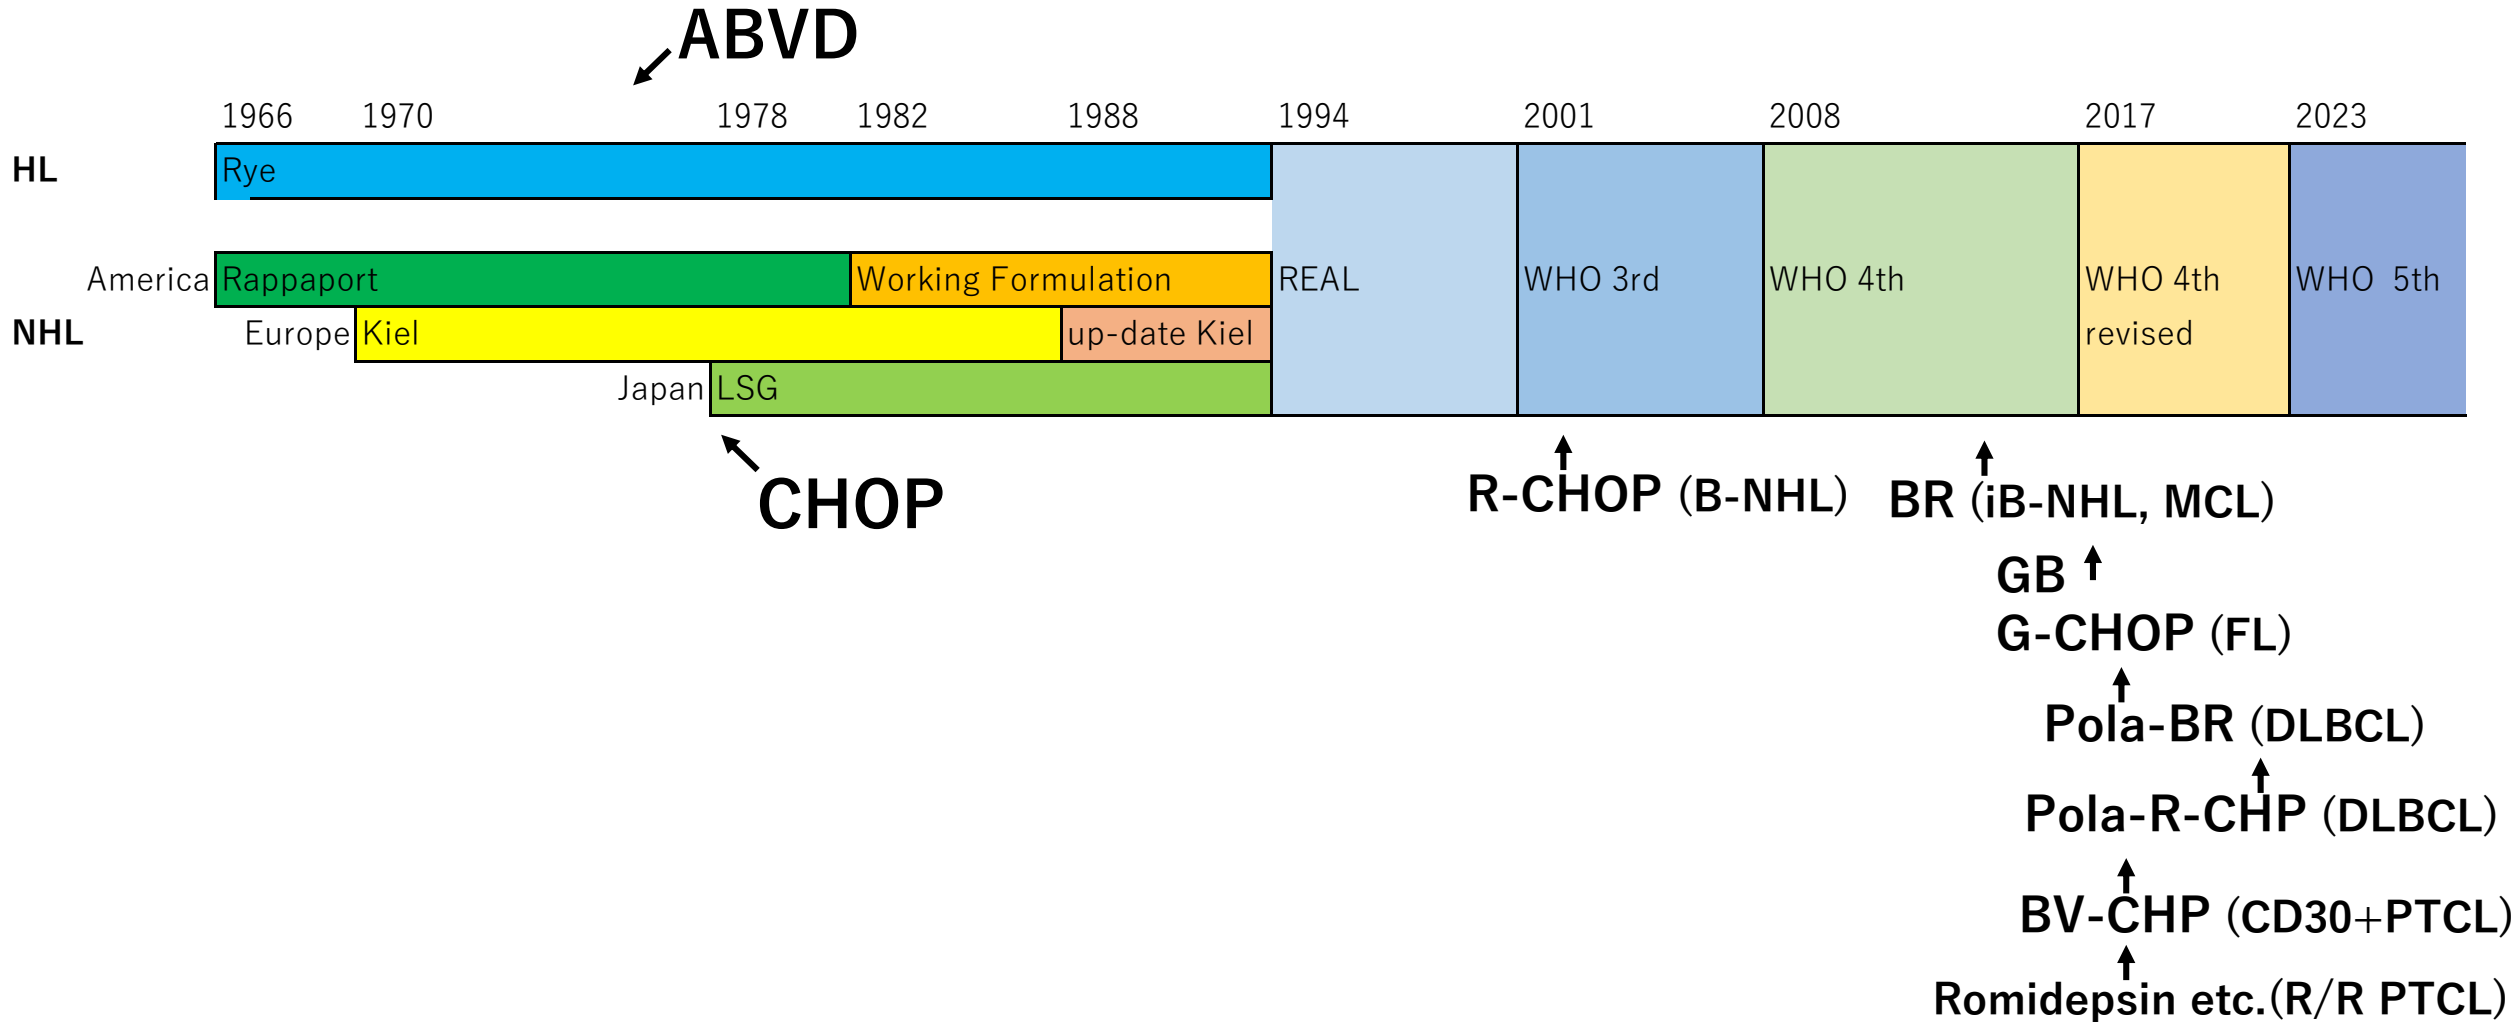 ABVD
1966 1970 1978 1982 1988 1994 2001 2008 2017 2023
HL Rye
America Rappaport Working Formulation REAL WHO 3rd WHO 4th WHO 4th WHO 5th
NHL Europe Kiel up-date Kiel revised
Japan LSG
CHOP R-CHOP (B-NHL) BR (iB-NHL, MCL)
GB
G-CHOP (FL)
Pola-BR (DLBCL)
Pola-R-CHP (DLBCL)
BV-CHP (CD30+PTCL)
Romidepsin etc.(R/R PTCL)